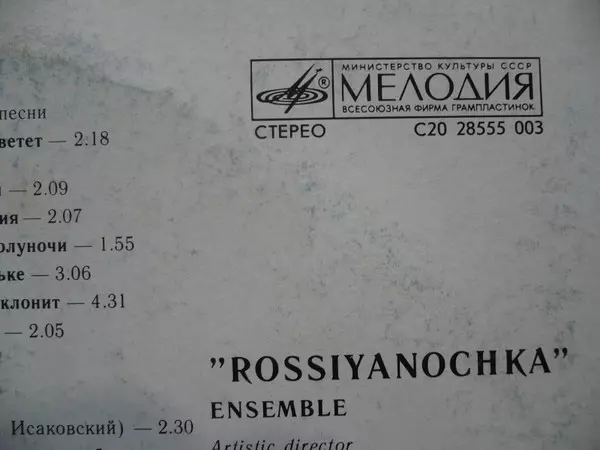 МИНИСТЕРСТВО КУЛЬТУРЫ СССР
® МЕЛОДИЯ
ВСЕСОЮЗНАЯ ФИРМА ГРАМПЛАСТИНОК
СТЕРЕО С20 28555 003
песни
ветет — 2.18
— 2.09
ия — 2.07
олуночи — 1.55
ьке — 3.06
клонит — 4.31
— 2.05
Исаковский) — 2.30
"ROSSIYANOCHKA"
ENSEMBLE
Artistic director